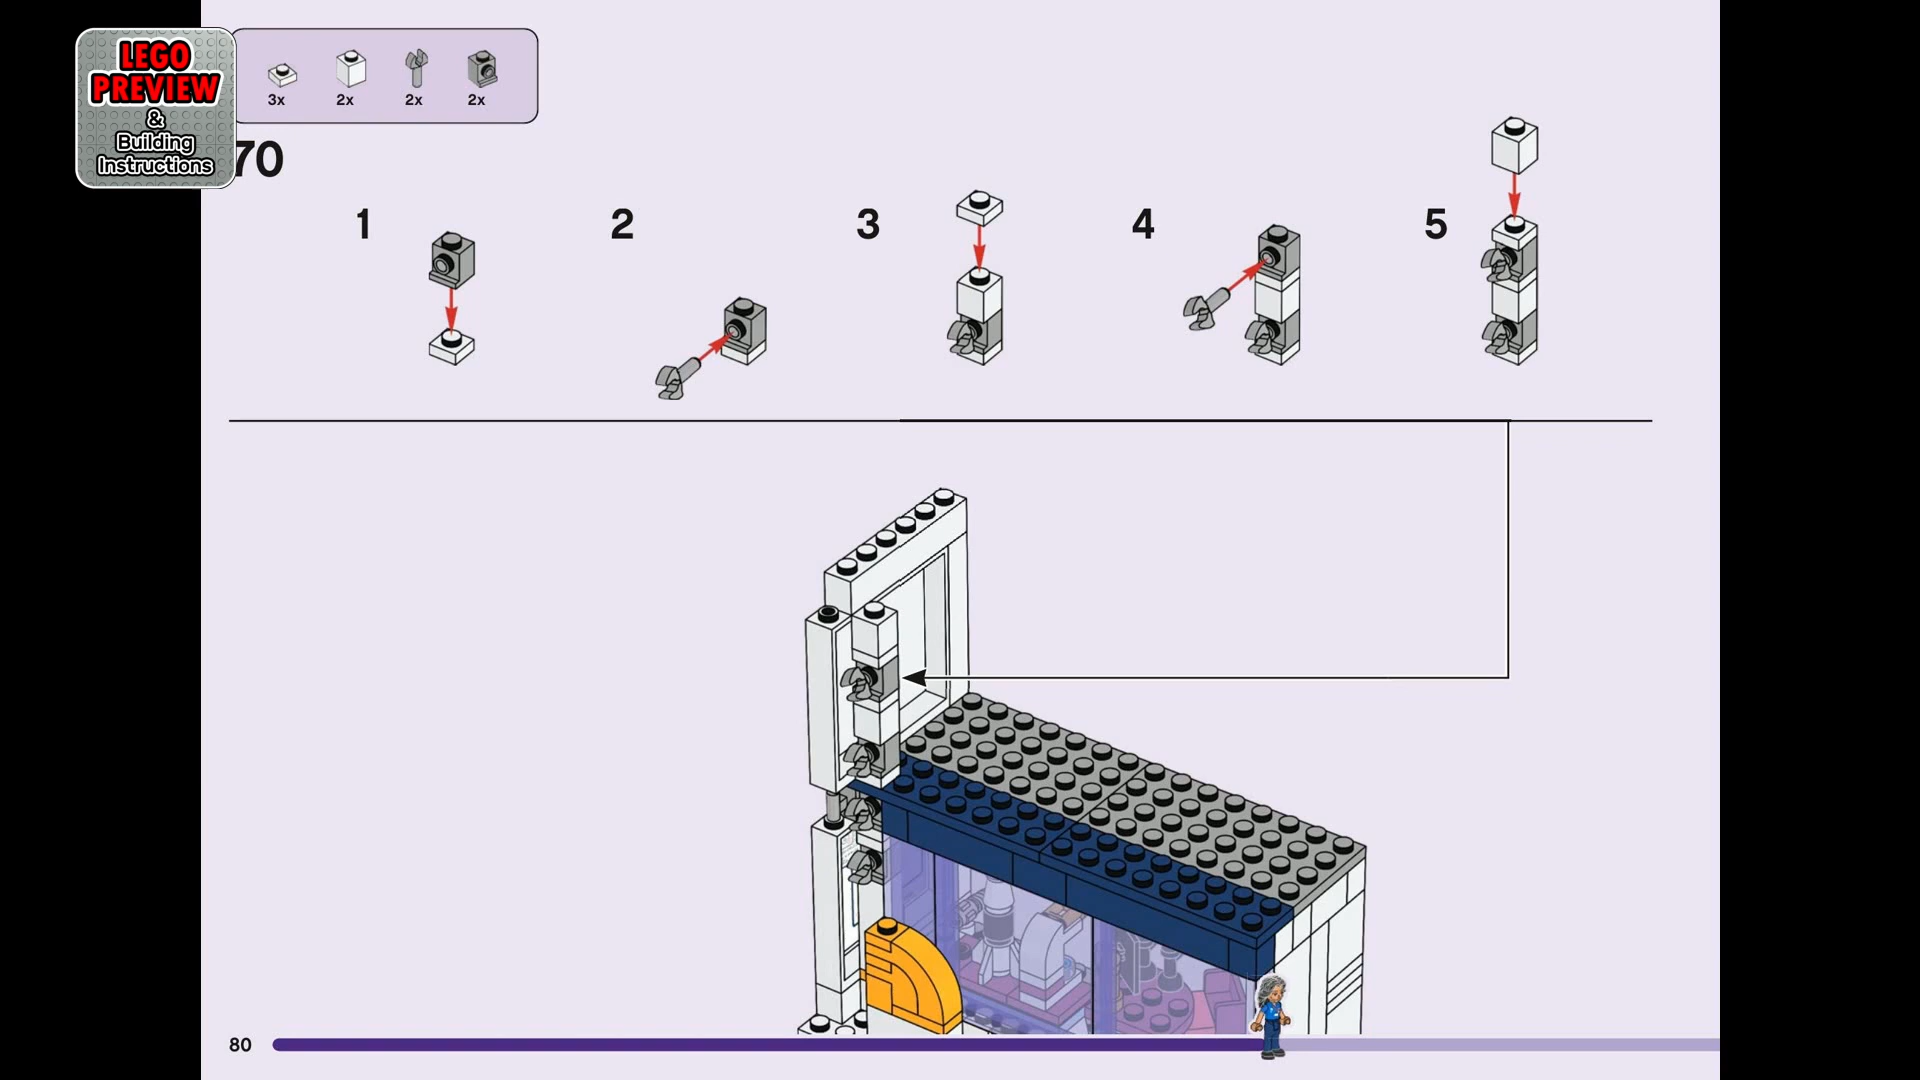 LEGO
PREVIEW
&
Building
Instructions
3x 2x 2x 2x
70
1 2 3 4 5
80